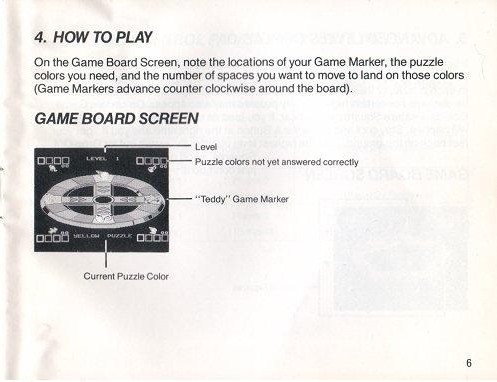 4. HOW TO PLAY
On the Game Board Screen, note the locations of your Game Marker, the puzzle
colors you need, and the number of spaces you want to move to land on those colors
(Game Markers advance counter clockwise around the board).
GAME BOARD SCREEN
Level
LEVEL 1
Puzzle colors not yet answered correctly
"Teddy" Game Marker
YELLOW PUZZLE
Current Puzzle Color
6